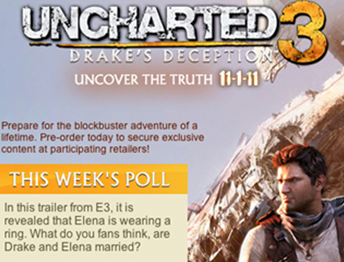 UNCHARTED 3
DRAKE'S DECEPTION
UNCOVER THE TRUTH 11-1-11
Prepare for the blockbuster adventure of a
lifetime. Pre-order today to secure exclusive
content at participating retailers!
THIS WEEK'S POLL
In this trailer from E3, it is
revealed that Elena is wearing a
ring. What do you fans think, are
Drake and Elena married?